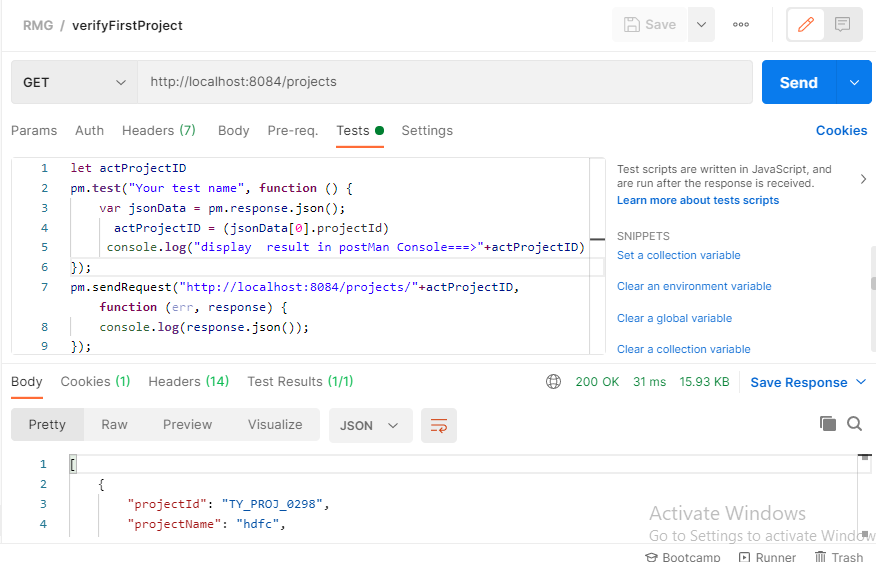 RMG / verifyFirstProject
Save
GET http://localhost:8084/projects Send
Params Auth Headers (7) Body Pre-req. Tests Settings Cookies
1 let actProjectID
2 pm.test("Your test name", function () {
3 var jsonData = pm.response.json();
4 actProjectID = (jsonData[0].projectId)
5 console.log("display  result in postMan Console===>"+actProjectID)
6 });
7 pm.sendRequest("http://localhost:8084/projects/"+actProjectID,
function (err, response) {
8 console.log(response.json());
9 });
Test scripts are written in JavaScript, and
are run after the response is received.
Learn more about tests scripts
SNIPPETS
Set a collection variable
Clear an environment variable
Clear a global variable
Clear a collection variable
Body Cookies (1) Headers (14) Test Results (1/1) 200 OK 31 ms 15.93 KB Save Response
Pretty Raw Preview Visualize JSON
1 [
2 {
3 "projectId": "TY_PROJ_0298",
4 "projectName": "hdfc",
Activate Windows
Go to Settings to activate Window
Bootcamp Runner Trash